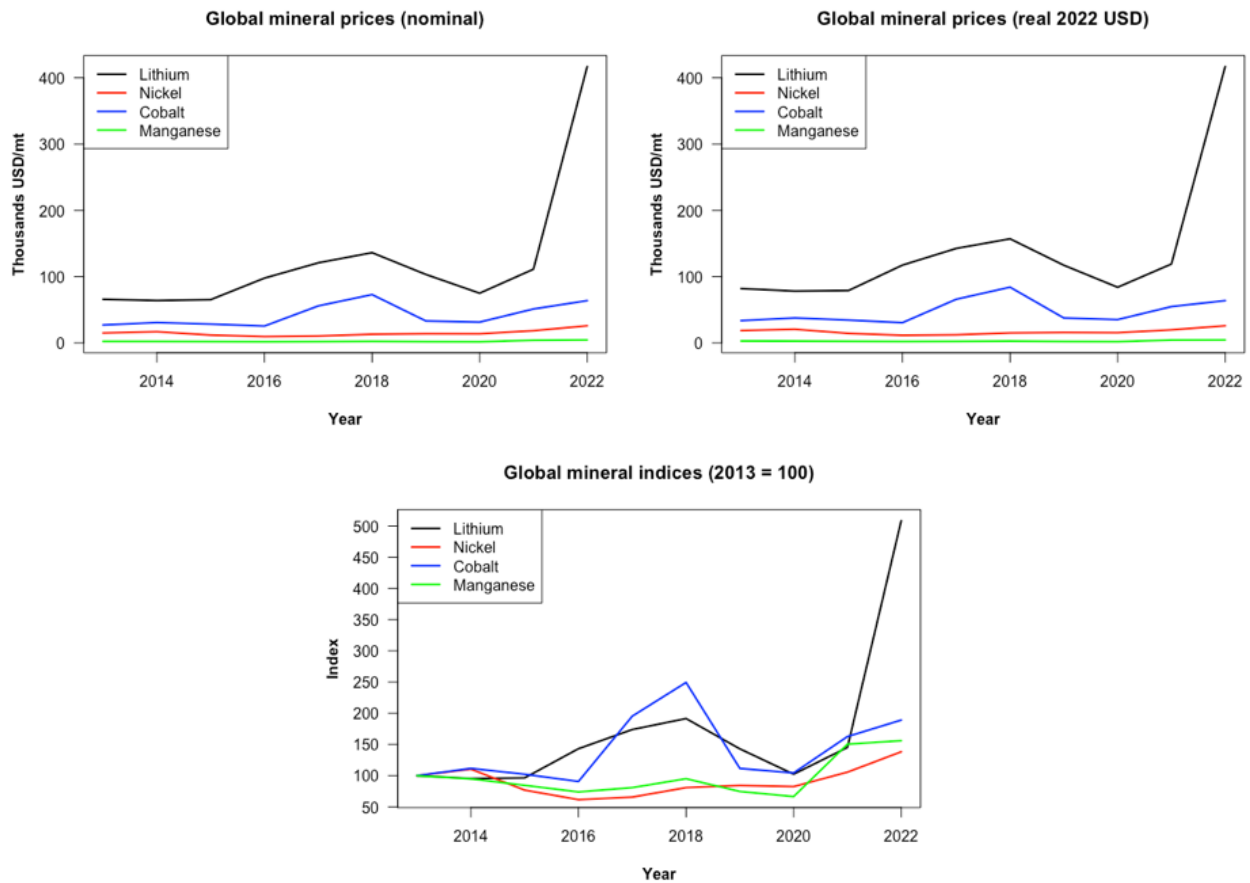 Global mineral prices (nominal)
Thousands USD/mt
400
300
200
100
0
Lithium
Nickel
Cobalt
Manganese
2014 2016 2018 2020 2022
Year
Global mineral prices (real 2022 USD)
Thousands USD/mt
400
300
200
100
0
Lithium
Nickel
Cobalt
Manganese
2014 2016 2018 2020 2022
Year
Global mineral indices (2013 = 100)
Index
500
450
400
350
300
250
200
150
100
50
Lithium
Nickel
Cobalt
Manganese
2014 2016 2018 2020 2022
Year